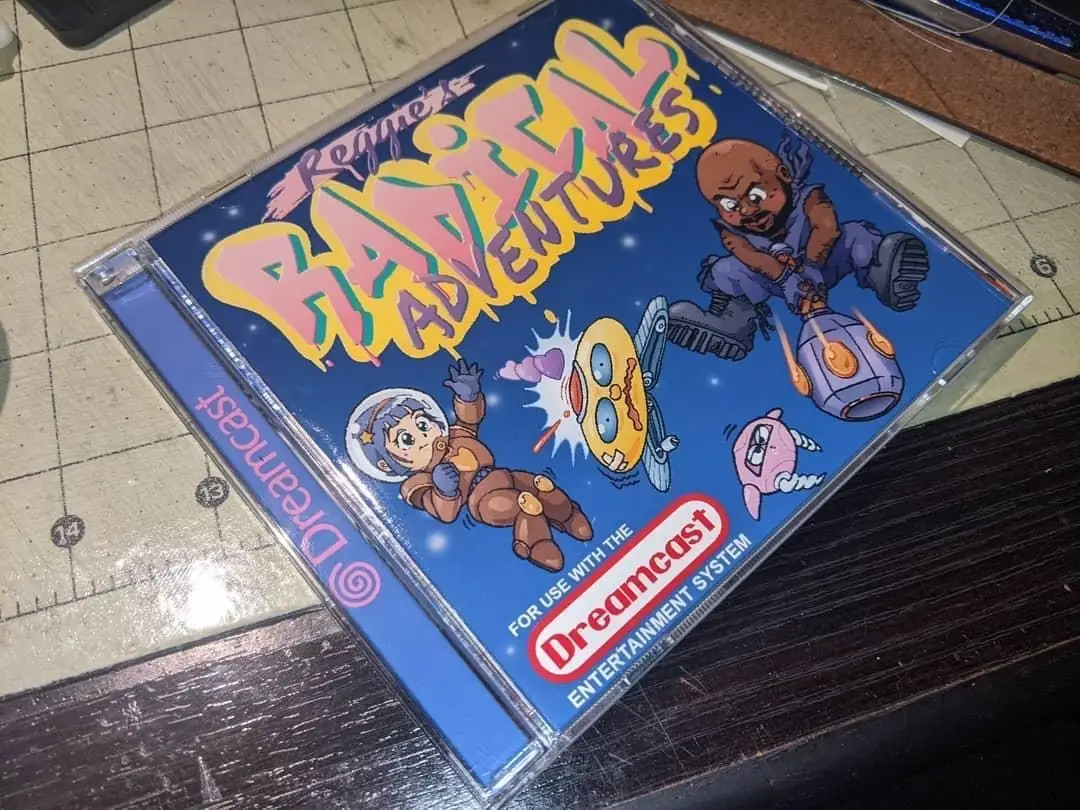 Reggie's
RADICAL
ADVENTURES
Dreamcast
FOR USE WITH THE
Dreamcast
ENTERTAINMENT SYSTEM
14
13
6